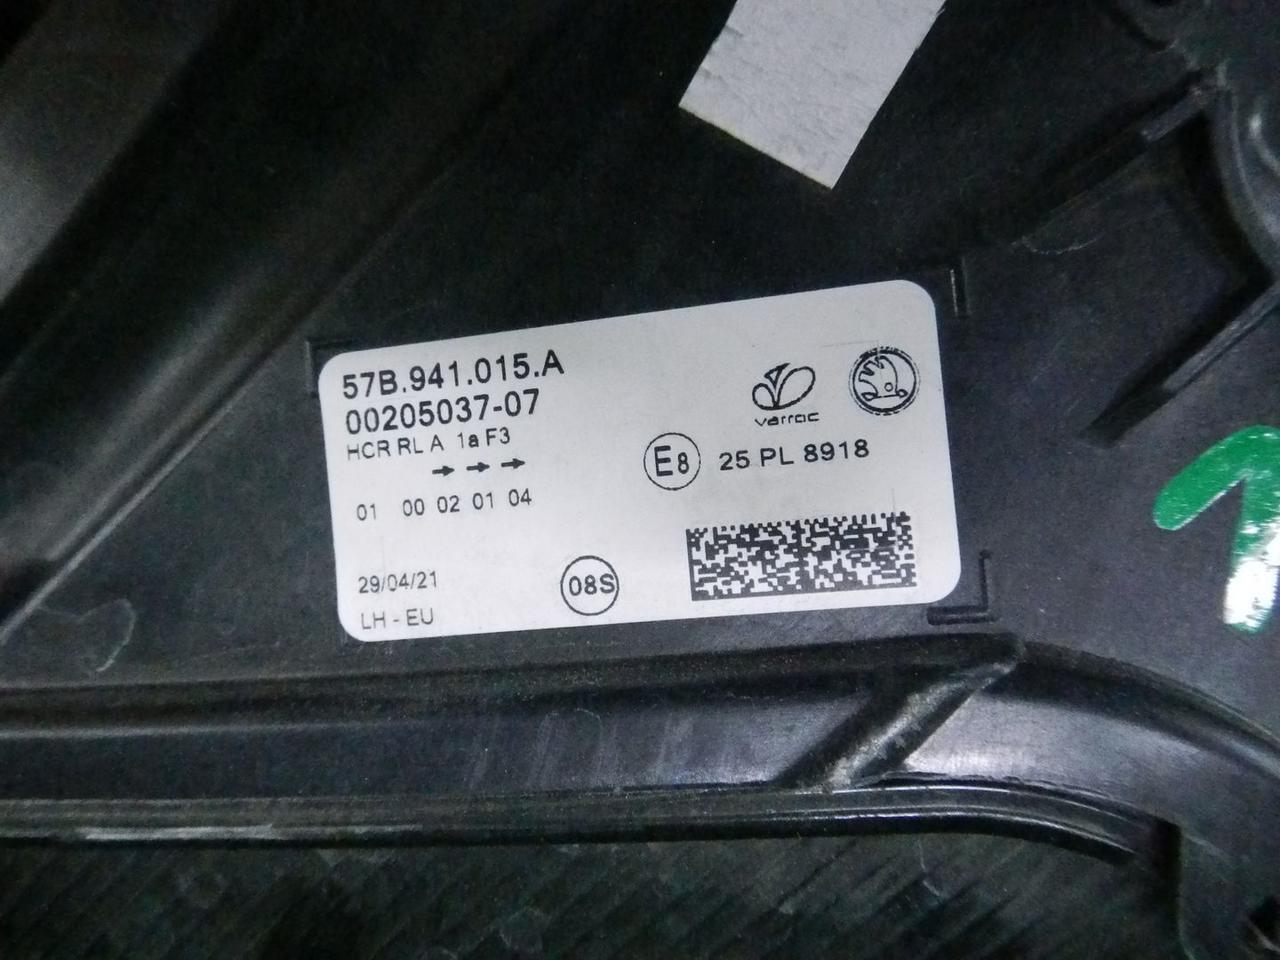 57B.941.015.A
00205037-07
HCR RL A 1a F3
→ → →
01 00 02 01 04
29/04/21
LH - EU
08S
varroc
E8 25 PL 8918
1